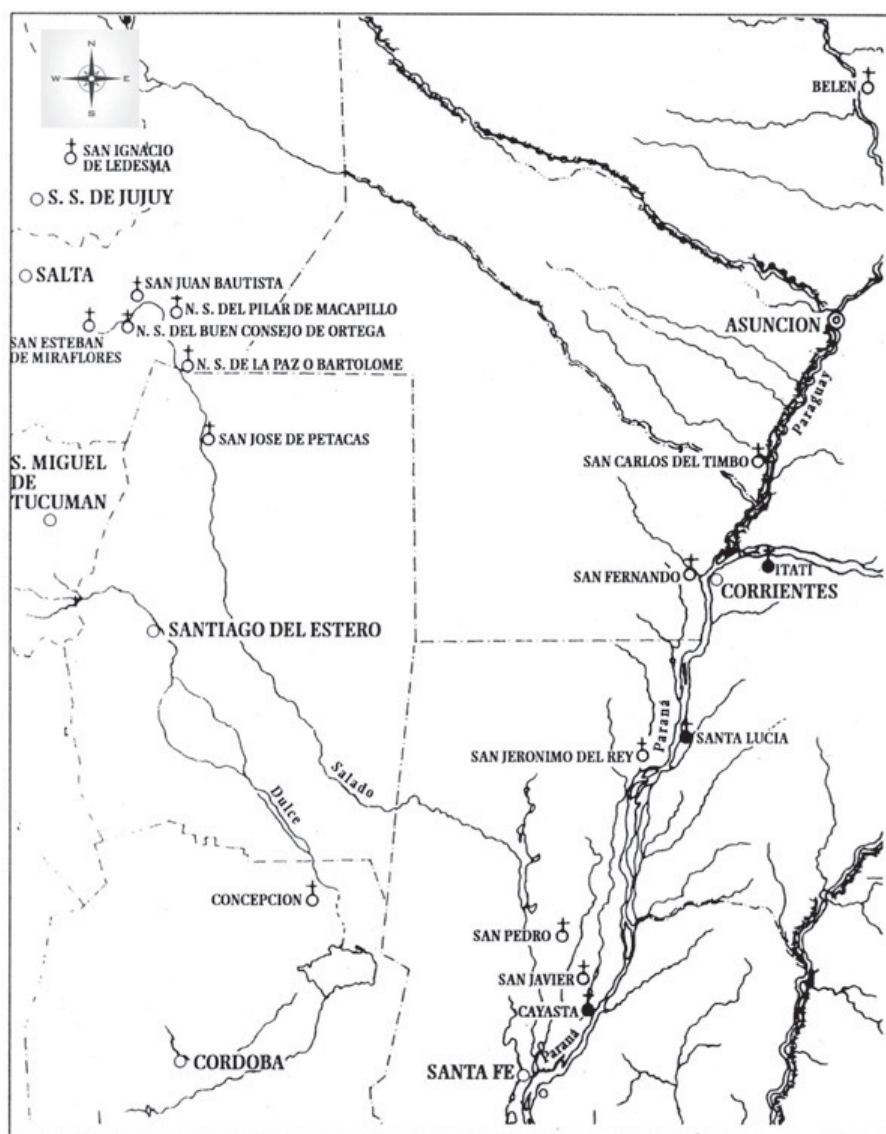 N
W E
S
BELEN
SAN IGNACIO
DE LEDESMA
S. S. DE JUJUY
SALTA
SAN JUAN BAUTISTA
N. S. DEL PILAR DE MACAPILLO
N. S. DEL BUEN CONSEJO DE ORTEGA
SAN ESTEBAN
DE MIRAFLORES
ASUNCION
N. S. DE LA PAZ O BARTOLOME
Paraguay
SAN JOSE DE PETACAS
SAN CARLOS DEL TIMBO
S. MIGUEL
DE
TUCUMAN
SAN FERNANDO
ITATI
CORRIENTES
SANTIAGO DEL ESTERO
Paraná
SANTA LUCIA
SAN JERONIMO DEL REY
Salado
Dulce
CONCEPCION
SAN PEDRO
SAN JAVIER
CAYASTA
Paraná
CORDOBA
SANTA FE